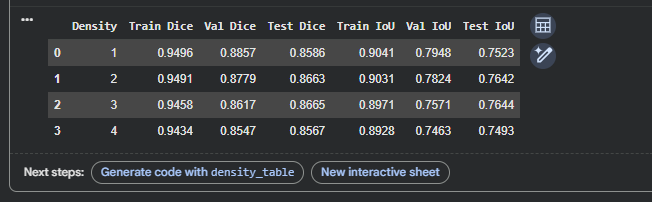 Density Train Dice Val Dice Test Dice Train IoU Val IoU Test IoU
0 1 0.9496 0.8857 0.8586 0.9041 0.7948 0.7523
1 2 0.9491 0.8779 0.8663 0.9031 0.7824 0.7642
2 3 0.9458 0.8617 0.8665 0.8971 0.7571 0.7644
3 4 0.9434 0.8547 0.8567 0.8928 0.7463 0.7493
Next steps: Generate code with density_table New interactive sheet